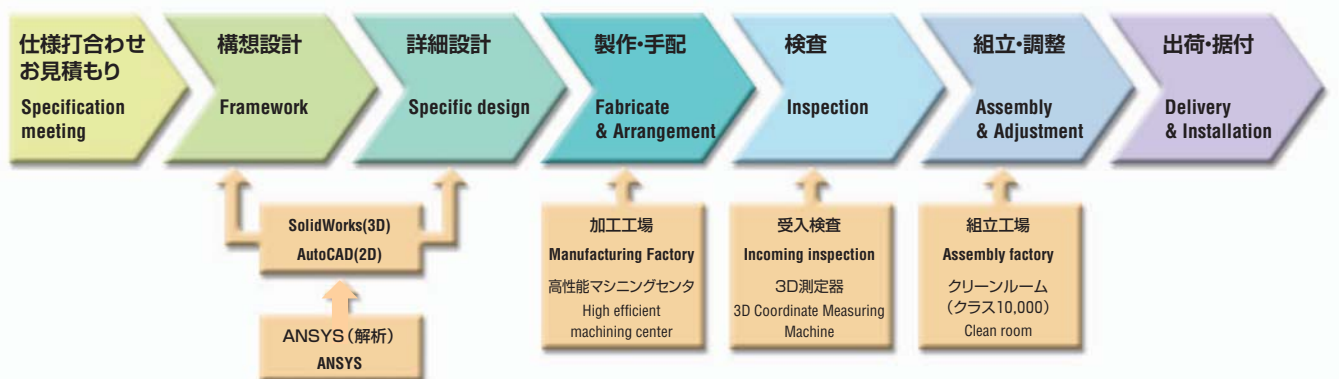 仕様打合わせ
お見積もり
Specification
meeting
構想設計
Framework
詳細設計
Specific design
製作・手配
Fabricate
& Arrangement
検査
Inspection
組立・調整
Assembly
& Adjustment
出荷・据付
Delivery
& Installation
SolidWorks(3D)
AutoCAD(2D)
ANSYS(解析)
ANSYS
加工工場
Manufacturing Factory
高性能マシニングセンタ
High efficient
machining center
受入検査
Incoming inspection
3D測定器
3D Coordinate Measuring
Machine
組立工場
Assembly factory
クリーンルーム
(クラス10,000)
Clean room